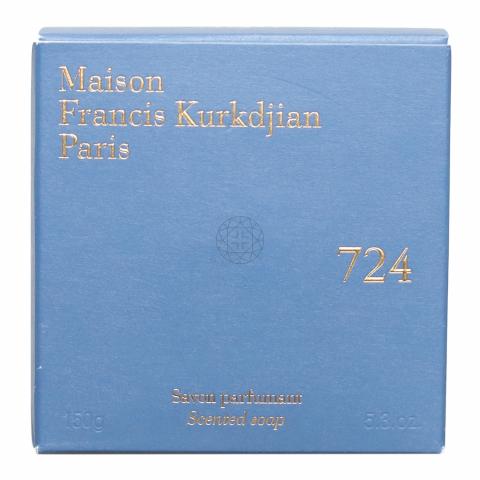 Maison
Francis Kurkdjian
Paris
724
Savon parfumant
Scented soap
150g 5.3 oz.